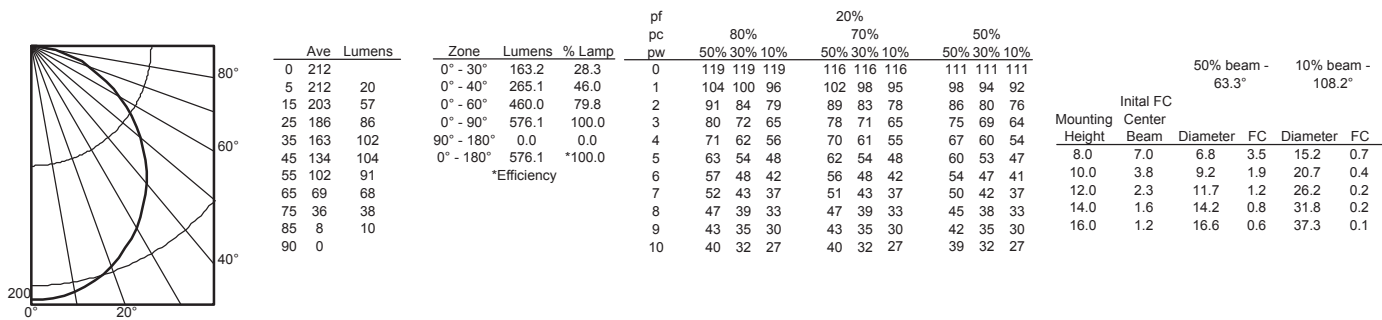 80°
60°
40°
200
0° 20°
Ave Lumens
0 212
5 212 20
15 203 57
25 186 86
35 163 102
45 134 104
55 102 91
65 69 68
75 36 38
85 8 10
90 0
Zone Lumens % Lamp
0° - 30° 163.2 28.3
0° - 40° 265.1 46.0
0° - 60° 460.0 79.8
0° - 90° 576.1 100.0
90° - 180° 0.0 0.0
0° - 180° 576.1 *100.0
*Efficiency
pf 20%
pc 80% 70% 50%
pw 50% 30% 10% 50% 30% 10% 50% 30% 10%
0 119 119 119 116 116 116 111 111 111
1 104 100 96 102 98 95 98 94 92
2 91 84 79 89 83 78 86 80 76
3 80 72 65 78 71 65 75 69 64
4 71 62 56 70 61 55 67 60 54
5 63 54 48 62 54 48 60 53 47
6 57 48 42 56 48 42 54 47 41
7 52 43 37 51 43 37 50 42 37
8 47 39 33 47 39 33 45 38 33
9 43 35 30 43 35 30 42 35 30
10 40 32 27 40 32 27 39 32 27
50% beam - 10% beam -
63.3° 108.2°
Inital FC
Mounting Center
Height Beam Diameter FC Diameter FC
8.0 7.0 6.8 3.5 15.2 0.7
10.0 3.8 9.2 1.9 20.7 0.4
12.0 2.3 11.7 1.2 26.2 0.2
14.0 1.6 14.2 0.8 31.8 0.2
16.0 1.2 16.6 0.6 37.3 0.1